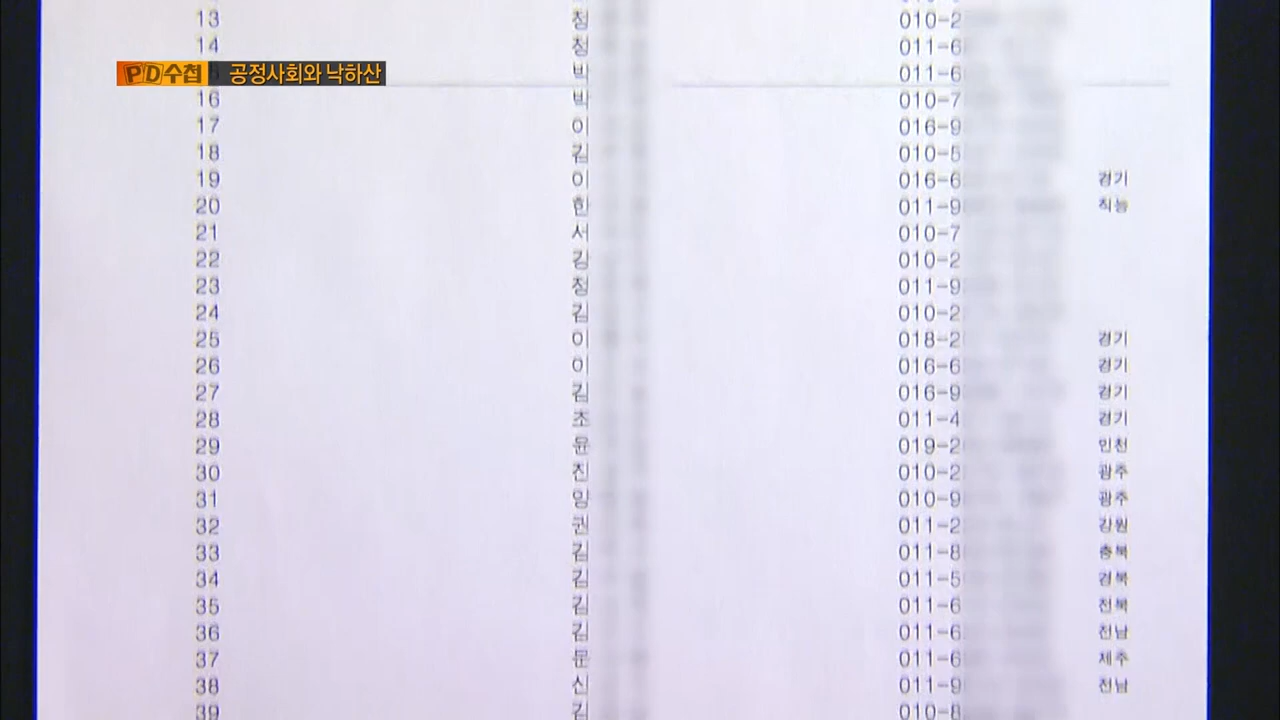 13 정 010-2
14 청 011-6
PD수첩 공정사회와 낙하산
박 011-6
16 박 010-7
17 이 016-9
18 김 010-5
19 이 016-6 경기
20 한 011-9 직능
21 서 010-7
22 강 010-2
23 정 011-9
24 김 010-2
25 이 018-2 경기
26 이 016-6 경기
27 김 016-9 경기
28 조 011-4 경기
29 윤 019-2 인천
30 진 010-2 광주
31 양 010-9 광주
32 권 011-2 강원
33 김 011-8 충북
34 김 011-5 경북
35 김 011-6 전북
36 김 011-6 전남
37 문 011-6 제주
38 신 011-9 전남
39 김 010-8